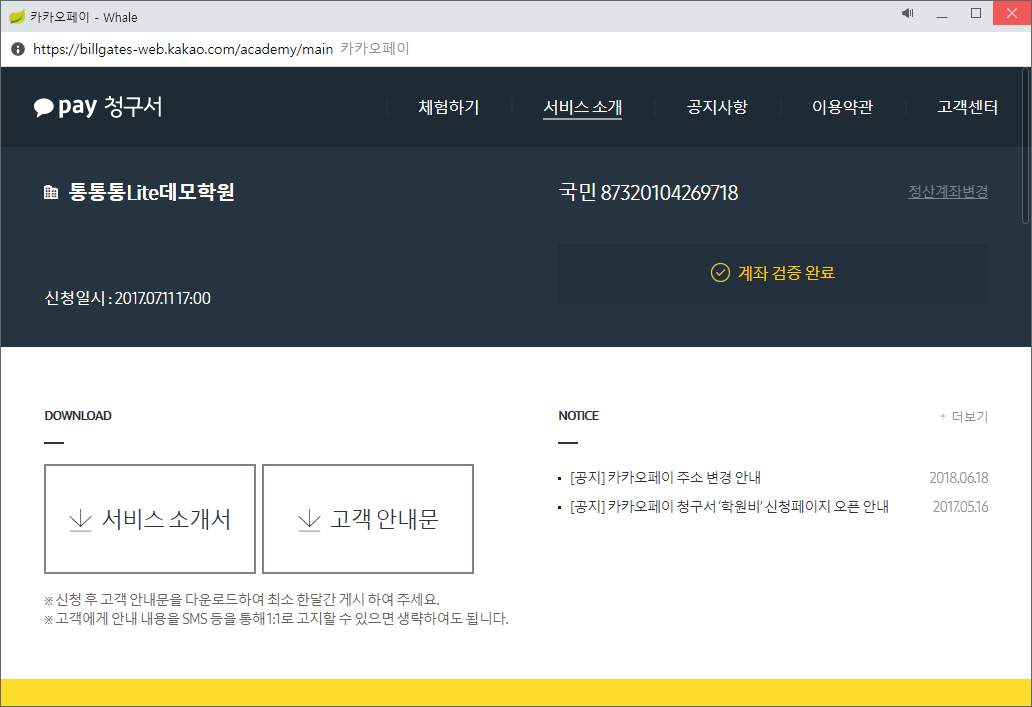 카카오페이 - Whale
https://billgates-web.kakao.com/academy/main 카카오페이
pay 청구서
체험하기
서비스 소개
공지사항
이용약관
고객센터
통통통Lite데모학원
국민 87320104269718
정산계좌변경
계좌 검증 완료
신청일시 : 2017.07.11 17:00
DOWNLOAD
서비스 소개서
고객 안내문
※ 신청 후 고객 안내문을 다운로드하여 최소 한달간 게시 하여 주세요.
※ 고객에게 안내 내용을 SMS 등을 통해 1:1로 고지할 수 있으면 생략하여도 됩니다.
NOTICE
+ 더보기
[공지] 카카오페이 주소 변경 안내 2018.06.18
[공지] 카카오페이 청구서 '학원비' 신청페이지 오픈 안내 2017.05.16